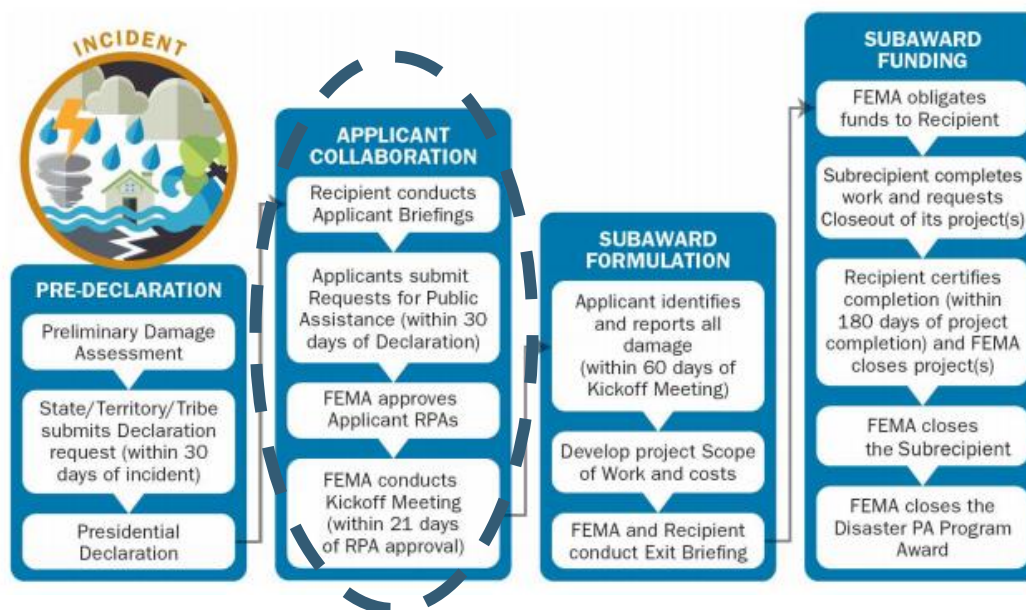 INCIDENT
PRE-DECLARATION
Preliminary Damage
Assessment
State/Territory/Tribe
submits Declaration
request (within 30
days of incident)
Presidential
Declaration
APPLICANT
COLLABORATION
Recipient conducts
Applicant Briefings
Applicants submit
Requests for Public
Assistance (within 30
days of Declaration)
FEMA approves
Applicant RPAs
FEMA conducts
Kickoff Meeting
(within 21 days
of RPA approval)
SUBAWARD
FORMULATION
Applicant identifies
and reports all
damage
(within 60 days of
Kickoff Meeting)
Develop project Scope
of Work and costs
FEMA and Recipient
conduct Exit Briefing
SUBAWARD
FUNDING
FEMA obligates
funds to Recipient
Subrecipient completes
work and requests
Closeout of its project(s)
Recipient certifies
completion (within
180 days of project
completion) and FEMA
closes project(s)
FEMA closes
the Subrecipient
FEMA closes the
Disaster PA Program
Award